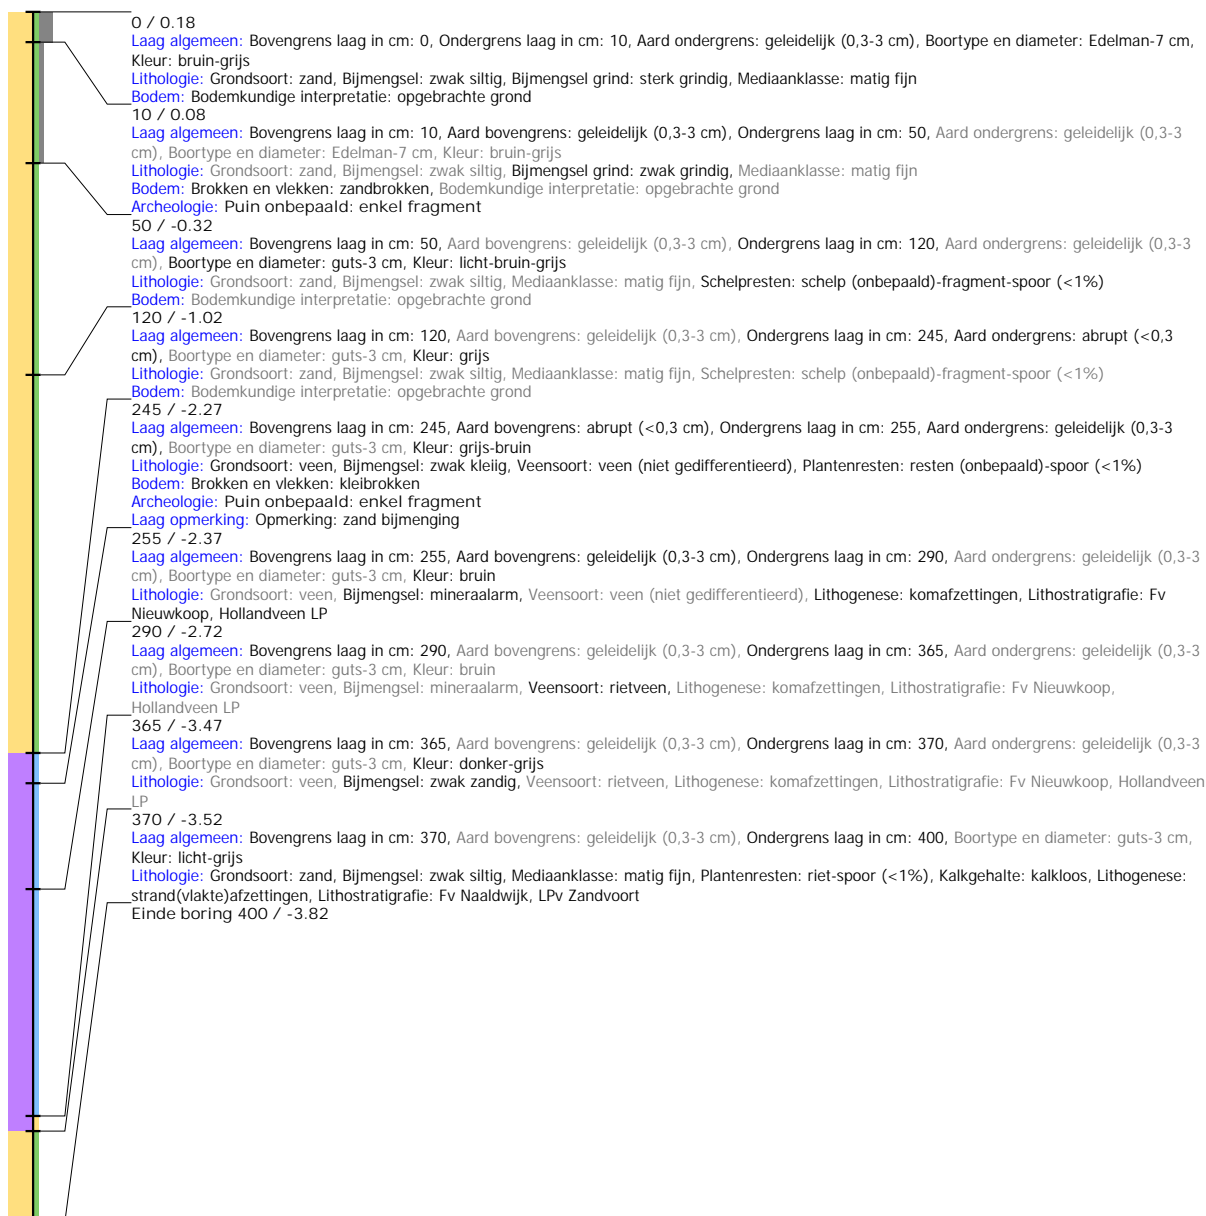 0 / 0.18
Laag algemeen: Bovengrens laag in cm: 0, Ondergrens laag in cm: 10, Aard ondergrens: geleidelijk (0,3-3 cm), Boortype en diameter: Edelman-7 cm,
Kleur: bruin-grijs
Lithologie: Grondsoort: zand, Bijmengsel: zwak siltig, Bijmengsel grind: sterk grindig, Mediaanklasse: matig fijn
Bodem: Bodemkundige interpretatie: opgebrachte grond
10 / 0.08
Laag algemeen: Bovengrens laag in cm: 10, Aard bovengrens: geleidelijk (0,3-3 cm), Ondergrens laag in cm: 50, Aard ondergrens: geleidelijk (0,3-3
cm), Boortype en diameter: Edelman-7 cm, Kleur: bruin-grijs
Lithologie: Grondsoort: zand, Bijmengsel: zwak siltig, Bijmengsel grind: zwak grindig, Mediaanklasse: matig fijn
Bodem: Brokken en vlekken: zandbrokken, Bodemkundige interpretatie: opgebrachte grond
Archeologie: Puin onbepaald: enkel fragment
50 / -0.32
Laag algemeen: Bovengrens laag in cm: 50, Aard bovengrens: geleidelijk (0,3-3 cm), Ondergrens laag in cm: 120, Aard ondergrens: geleidelijk (0,3-3
cm), Boortype en diameter: guts-3 cm, Kleur: licht-bruin-grijs
Lithologie: Grondsoort: zand, Bijmengsel: zwak siltig, Mediaanklasse: matig fijn, Schelpresten: schelp (onbepaald)-fragment-spoor (<1%)
Bodem: Bodemkundige interpretatie: opgebrachte grond
120 / -1.02
Laag algemeen: Bovengrens laag in cm: 120, Aard bovengrens: geleidelijk (0,3-3 cm), Ondergrens laag in cm: 245, Aard ondergrens: abrupt (<0,3
cm), Boortype en diameter: guts-3 cm, Kleur: grijs
Lithologie: Grondsoort: zand, Bijmengsel: zwak siltig, Mediaanklasse: matig fijn, Schelpresten: schelp (onbepaald)-fragment-spoor (<1%)
Bodem: Bodemkundige interpretatie: opgebrachte grond
245 / -2.27
Laag algemeen: Bovengrens laag in cm: 245, Aard bovengrens: abrupt (<0,3 cm), Ondergrens laag in cm: 255, Aard ondergrens: geleidelijk (0,3-3
cm), Boortype en diameter: guts-3 cm, Kleur: grijs-bruin
Lithologie: Grondsoort: veen, Bijmengsel: zwak kleiig, Veensoort: veen (niet gedifferentieerd), Plantenresten: resten (onbepaald)-spoor (<1%)
Bodem: Brokken en vlekken: kleibrokken
Archeologie: Puin onbepaald: enkel fragment
Laag opmerking: Opmerking: zand bijmenging
255 / -2.37
Laag algemeen: Bovengrens laag in cm: 255, Aard bovengrens: geleidelijk (0,3-3 cm), Ondergrens laag in cm: 290, Aard ondergrens: geleidelijk (0,3-3
cm), Boortype en diameter: guts-3 cm, Kleur: bruin
Lithologie: Grondsoort: veen, Bijmengsel: mineraalarm, Veensoort: veen (niet gedifferentieerd), Lithogenese: komafzettingen, Lithostratigrafie: Fv
Nieuwkoop, Hollandveen LP
290 / -2.72
Laag algemeen: Bovengrens laag in cm: 290, Aard bovengrens: geleidelijk (0,3-3 cm), Ondergrens laag in cm: 365, Aard ondergrens: geleidelijk (0,3-3
cm), Boortype en diameter: guts-3 cm, Kleur: bruin
Lithologie: Grondsoort: veen, Bijmengsel: mineraalarm, Veensoort: rietveen, Lithogenese: komafzettingen, Lithostratigrafie: Fv Nieuwkoop,
Hollandveen LP
365 / -3.47
Laag algemeen: Bovengrens laag in cm: 365, Aard bovengrens: geleidelijk (0,3-3 cm), Ondergrens laag in cm: 370, Aard ondergrens: geleidelijk (0,3-3
cm), Boortype en diameter: guts-3 cm, Kleur: donker-grijs
Lithologie: Grondsoort: veen, Bijmengsel: zwak zandig, Veensoort: rietveen, Lithogenese: komafzettingen, Lithostratigrafie: Fv Nieuwkoop, Hollandveen
LP
370 / -3.52
Laag algemeen: Bovengrens laag in cm: 370, Aard bovengrens: geleidelijk (0,3-3 cm), Ondergrens laag in cm: 400, Boortype en diameter: guts-3 cm,
Kleur: licht-grijs
Lithologie: Grondsoort: zand, Bijmengsel: zwak siltig, Mediaanklasse: matig fijn, Plantenresten: riet-spoor (<1%), Kalkgehalte: kalkloos, Lithogenese:
strand(vlakte)afzettingen, Lithostratigrafie: Fv Naaldwijk, LPv Zandvoort
Einde boring 400 / -3.82